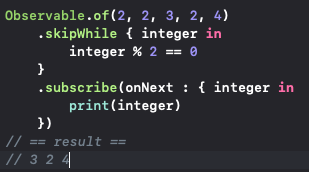 Observable.of(2, 2, 3, 2, 4)
.skipWhile { integer in
integer % 2 == 0
}
.subscribe(onNext : { integer in
print(integer)
})
// == result ==
// 3 2 4